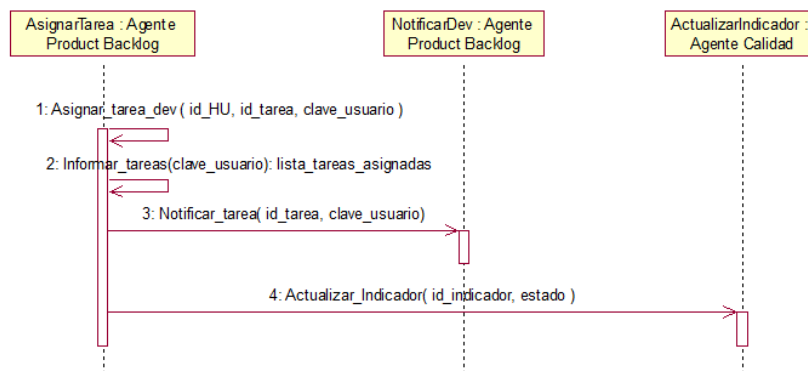 AsignarTarea : Agente
Product Backlog
NotificarDev : Agente
Product Backlog
ActualizarIndicador :
Agente Calidad
1: Asignar_tarea_dev ( id_HU, id_tarea, clave_usuario )
2: Informar_tareas(clave_usuario): lista_tareas_asignadas
3: Notificar_tarea( id_tarea, clave_usuario)
4: Actualizar_Indicador( id_indicador, estado )